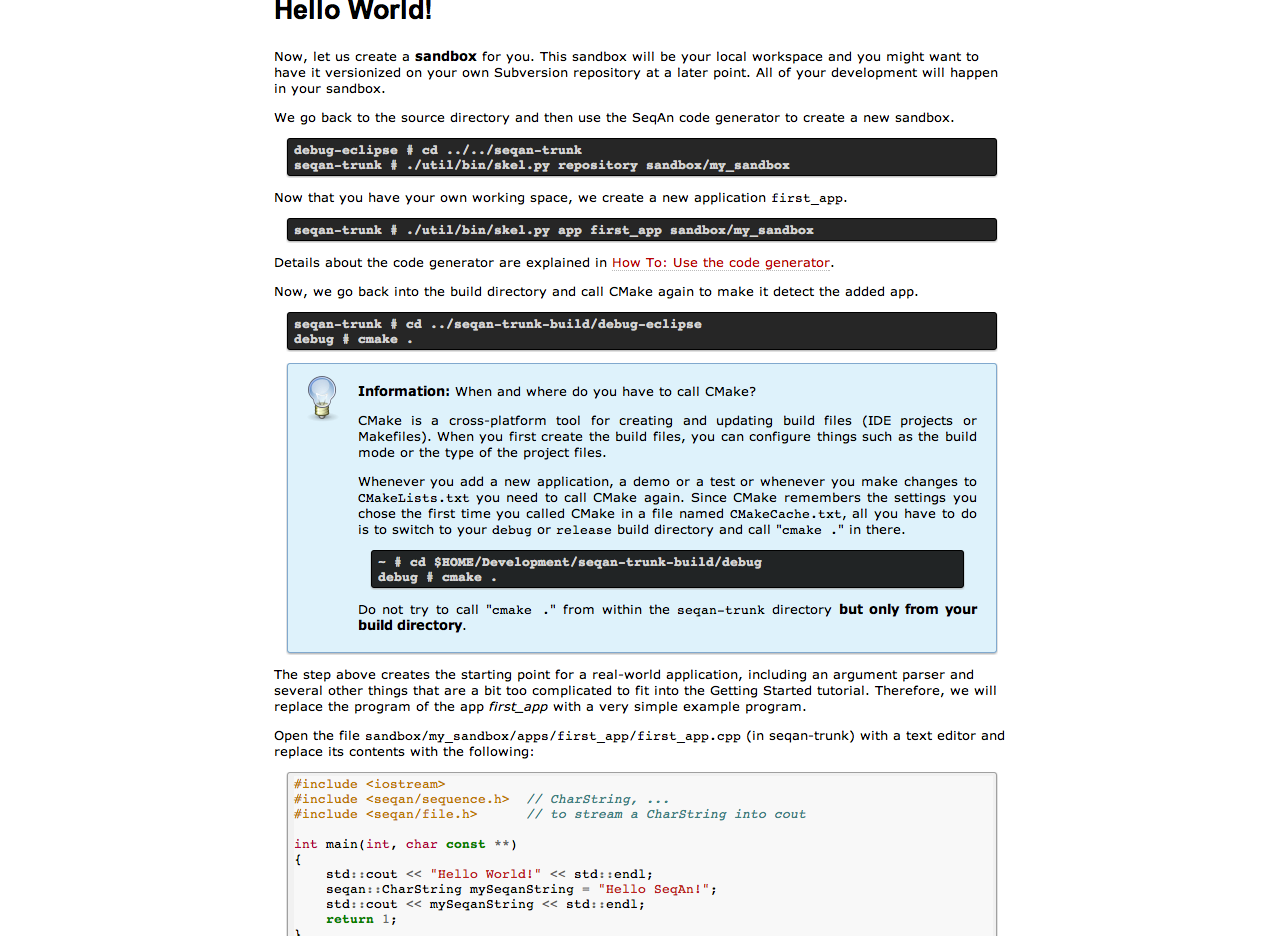 Hello World!
Now, let us create a sandbox for you. This sandbox will be your local workspace and you might want to
have it versionized on your own Subversion repository at a later point. All of your development will happen
in your sandbox.
We go back to the source directory and then use the SeqAn code generator to create a new sandbox.
debug-eclipse # cd ../../seqan-trunk
seqan-trunk # ./util/bin/skel.py repository sandbox/my_sandbox
Now that you have your own working space, we create a new application first_app.
seqan-trunk # ./util/bin/skel.py app first_app sandbox/my_sandbox
Details about the code generator are explained in How To: Use the code generator.
Now, we go back into the build directory and call CMake again to make it detect the added app.
seqan-trunk # cd ../seqan-trunk-build/debug-eclipse
debug # cmake .
Information: When and where do you have to call CMake?
CMake is a cross-platform tool for creating and updating build files (IDE projects or
Makefiles). When you first create the build files, you can configure things such as the build
mode or the type of the project files.
Whenever you add a new application, a demo or a test or whenever you make changes to
CMakeLists.txt you need to call CMake again. Since CMake remembers the settings you
chose the first time you called CMake in a file named CMakeCache.txt, all you have to do
is to switch to your debug or release build directory and call "cmake ." in there.
~ # cd $HOME/Development/seqan-trunk-build/debug
debug # cmake .
Do not try to call "cmake ." from within the seqan-trunk directory but only from your
build directory.
The step above creates the starting point for a real-world application, including an argument parser and
several other things that are a bit too complicated to fit into the Getting Started tutorial. Therefore, we will
replace the program of the app first_app with a very simple example program.
Open the file sandbox/my_sandbox/apps/first_app/first_app.cpp (in seqan-trunk) with a text editor and
replace its contents with the following:
#include <iostream>
#include <seqan/sequence.h>  // CharString, ...
#include <seqan/file.h>      // to stream a CharString into cout
int main(int, char const **)
{
    std::cout << "Hello World!" << std::endl;
    seqan::CharString mySeqanString = "Hello SeqAn!";
    std::cout << mySeqanString << std::endl;
    return 1;
}